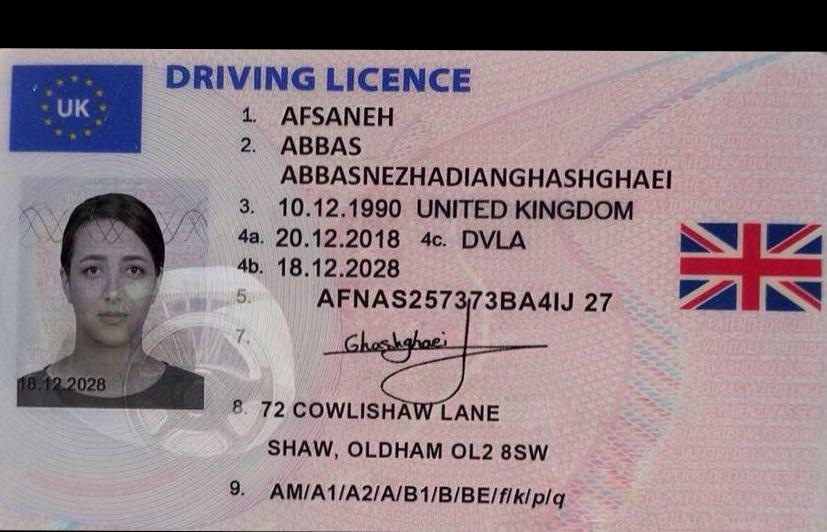 UK
DRIVING LICENCE
1. AFSANEH
2. ABBAS
ABBASNEZHADIANGHASHGHAEI
3. 10.12.1990 UNITED KINGDOM
4a. 20.12.2018 4c. DVLA
4b. 18.12.2028
5. AFNAS257373BA4IJ 27
7. Ghashghaei
18.12.2028
8. 72 COWLISHAW LANE
SHAW, OLDHAM OL2 8SW
9. AM/A1/A2/A/B1/B/BE/f/k/p/q